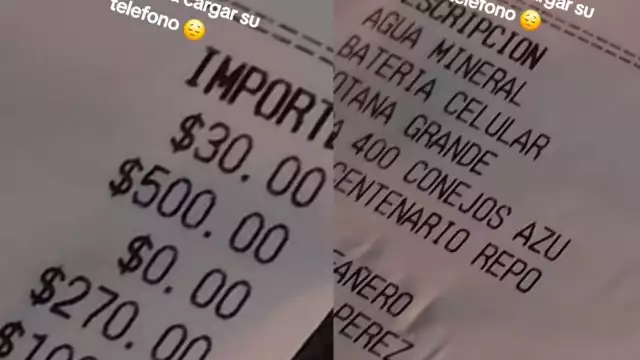 cargar su
telefono 😔
IMPORT
$30.00
$500.00
$0.00
$270.00
cargar su
telefono 😔
DESCRIPCION
AGUA MINERAL
BATERIA CELULAR
OTANA GRANDE
400 CONEJOS AZU
CENTENARIO REPO
PEREZ